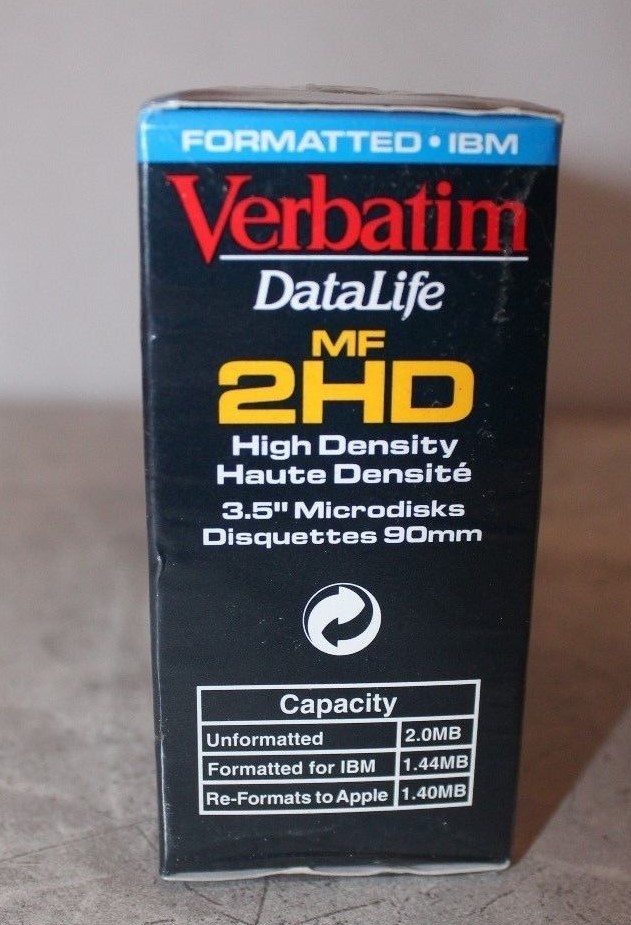 FORMATTED • IBM
Verbatim
DataLife
MF
2HD
High Density
Haute Densité
3.5" Microdisks
Disquettes 90mm
Capacity
Unformatted 2.0MB
Formatted for IBM 1.44MB
Re-Formats to Apple 1.40MB